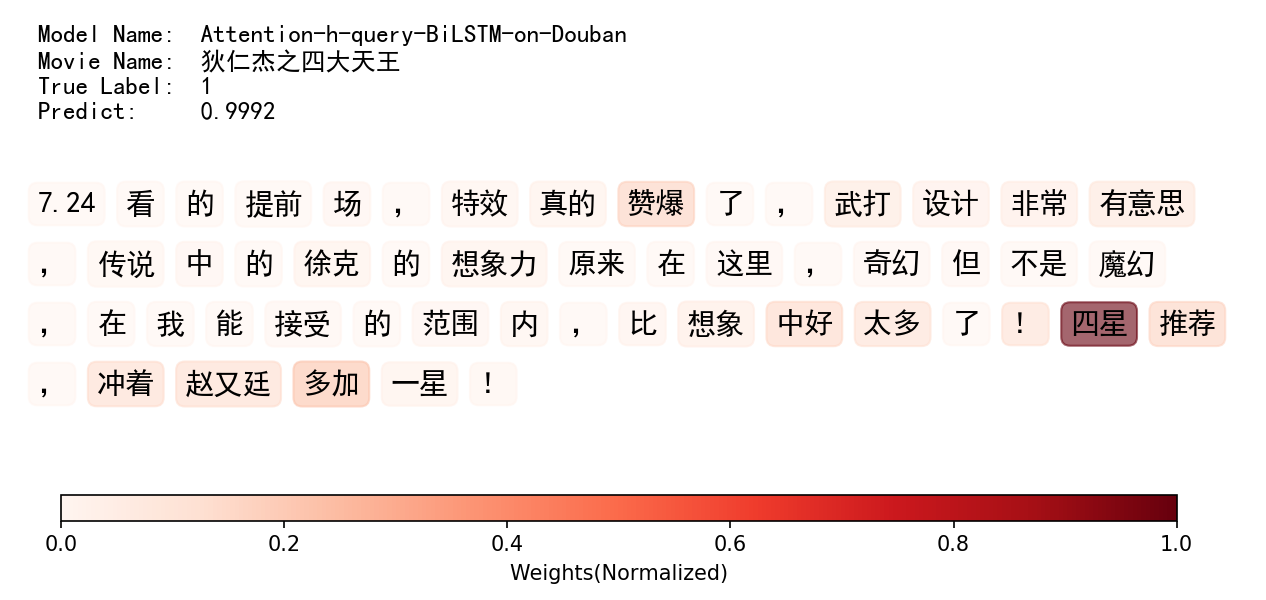 Model Name: Attention-h-query-BiLSTM-on-Douban
Movie Name: 狄仁杰之四大天王
True Label: 1
Predict: 0.9992
7.24 看 的 提前 场 ， 特效 真的 赞爆 了 ， 武打 设计 非常 有意思
， 传说 中 的 徐克 的 想象力 原来 在 这里 ， 奇幻 但 不是 魔幻
， 在 我 能 接受 的 范围 内 ， 比 想象 中好 太多 了 ！ 四星 推荐
， 冲着 赵又廷 多加 一星 ！
0.0 0.2 0.4 0.6 0.8 1.0
Weights(Normalized)